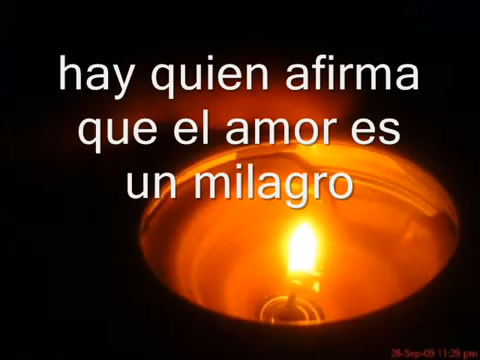 hay quien afirma
que el amor es
un milagro
28-Sep-09 11:29 pm